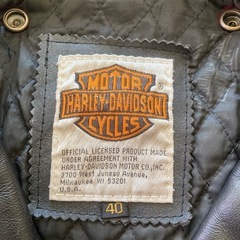 MOTOR
HARLEY-DAVIDSON
CYCLES
OFFICIAL LICENSED PRODUCT MADE
UNDER AGREEMENT WITH
HARLEY-DAVIDSON MOTOR CO., INC.
3700 West Juneau Avenue,
Milwaukee WI 53201
U.S.A.
40